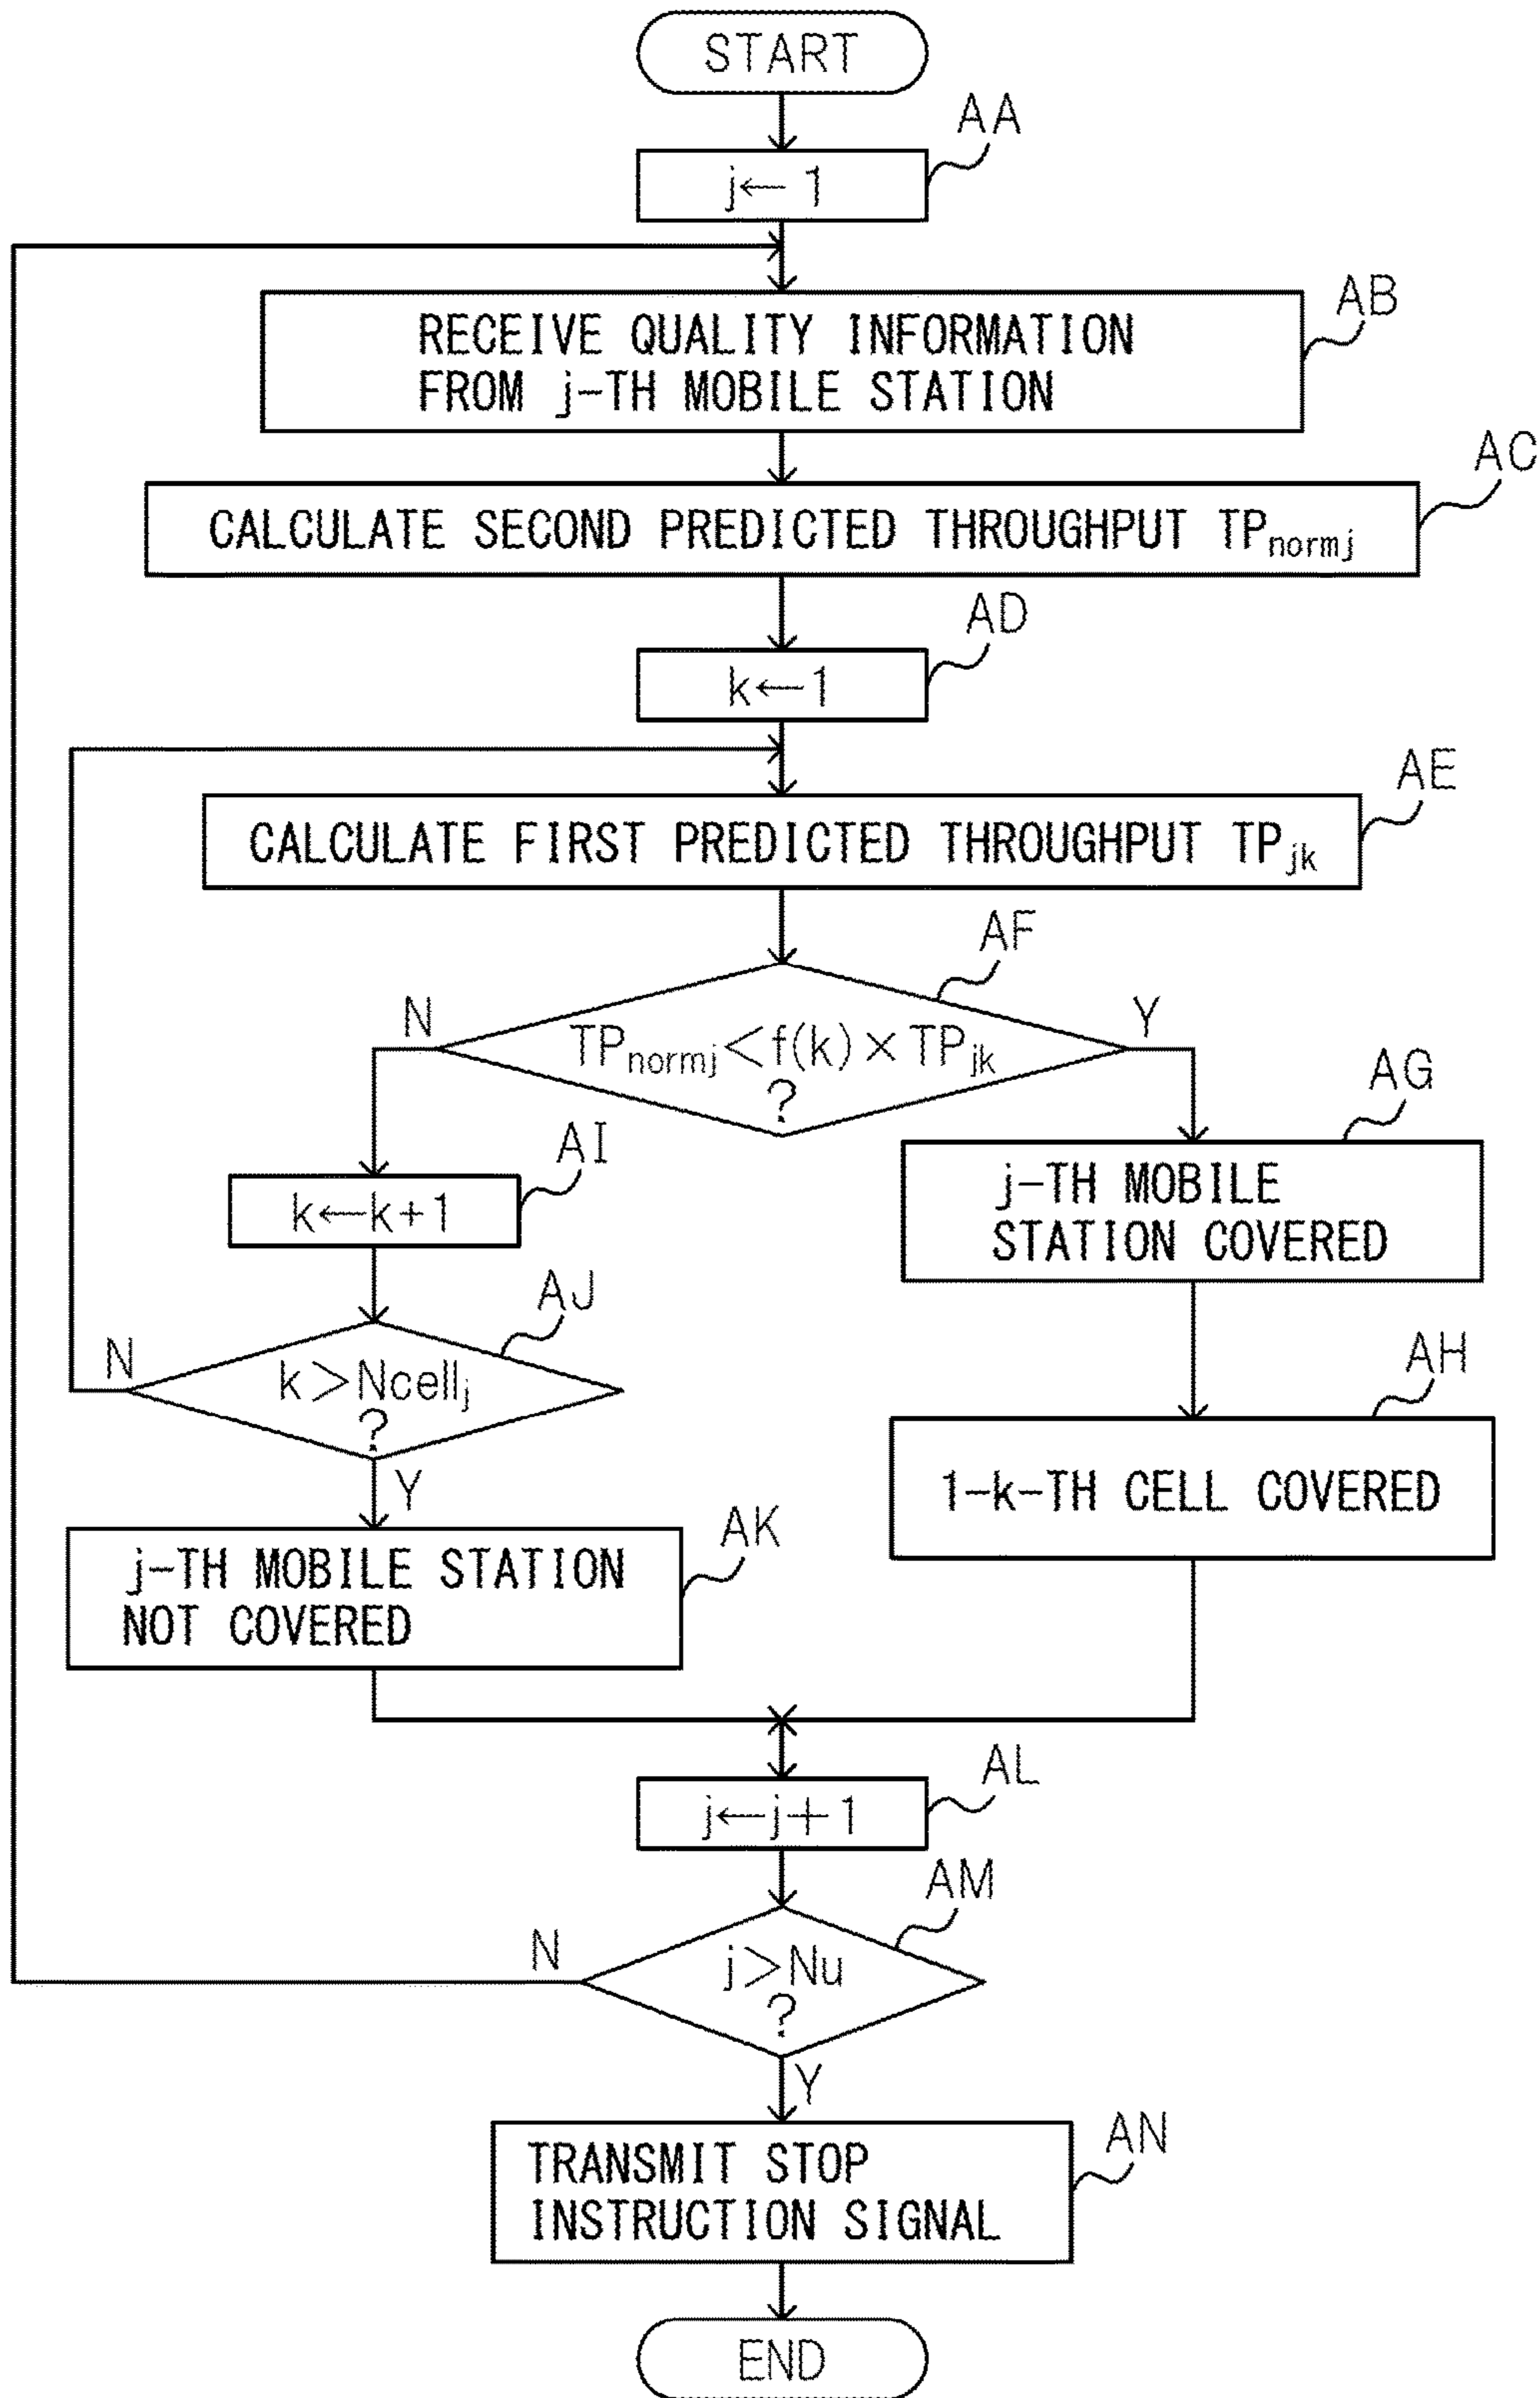 START
AA
j←1
AB
RECEIVE QUALITY INFORMATION
FROM j-TH MOBILE STATION
AC
CALCULATE SECOND PREDICTED THROUGHPUT TPnormj
AD
k←1
AE
CALCULATE FIRST PREDICTED THROUGHPUT TPjk
AF
N
Y
TPnormj<f(k)×TPjk
?
AG
j-TH MOBILE
STATION COVERED
AI
k←k+1
AJ
N
k>Ncellj
?
Y
AH
1-k-TH CELL COVERED
AK
j-TH MOBILE STATION
NOT COVERED
AL
j←j+1
AM
N
j>Nu
?
Y
AN
TRANSMIT STOP
INSTRUCTION SIGNAL
END